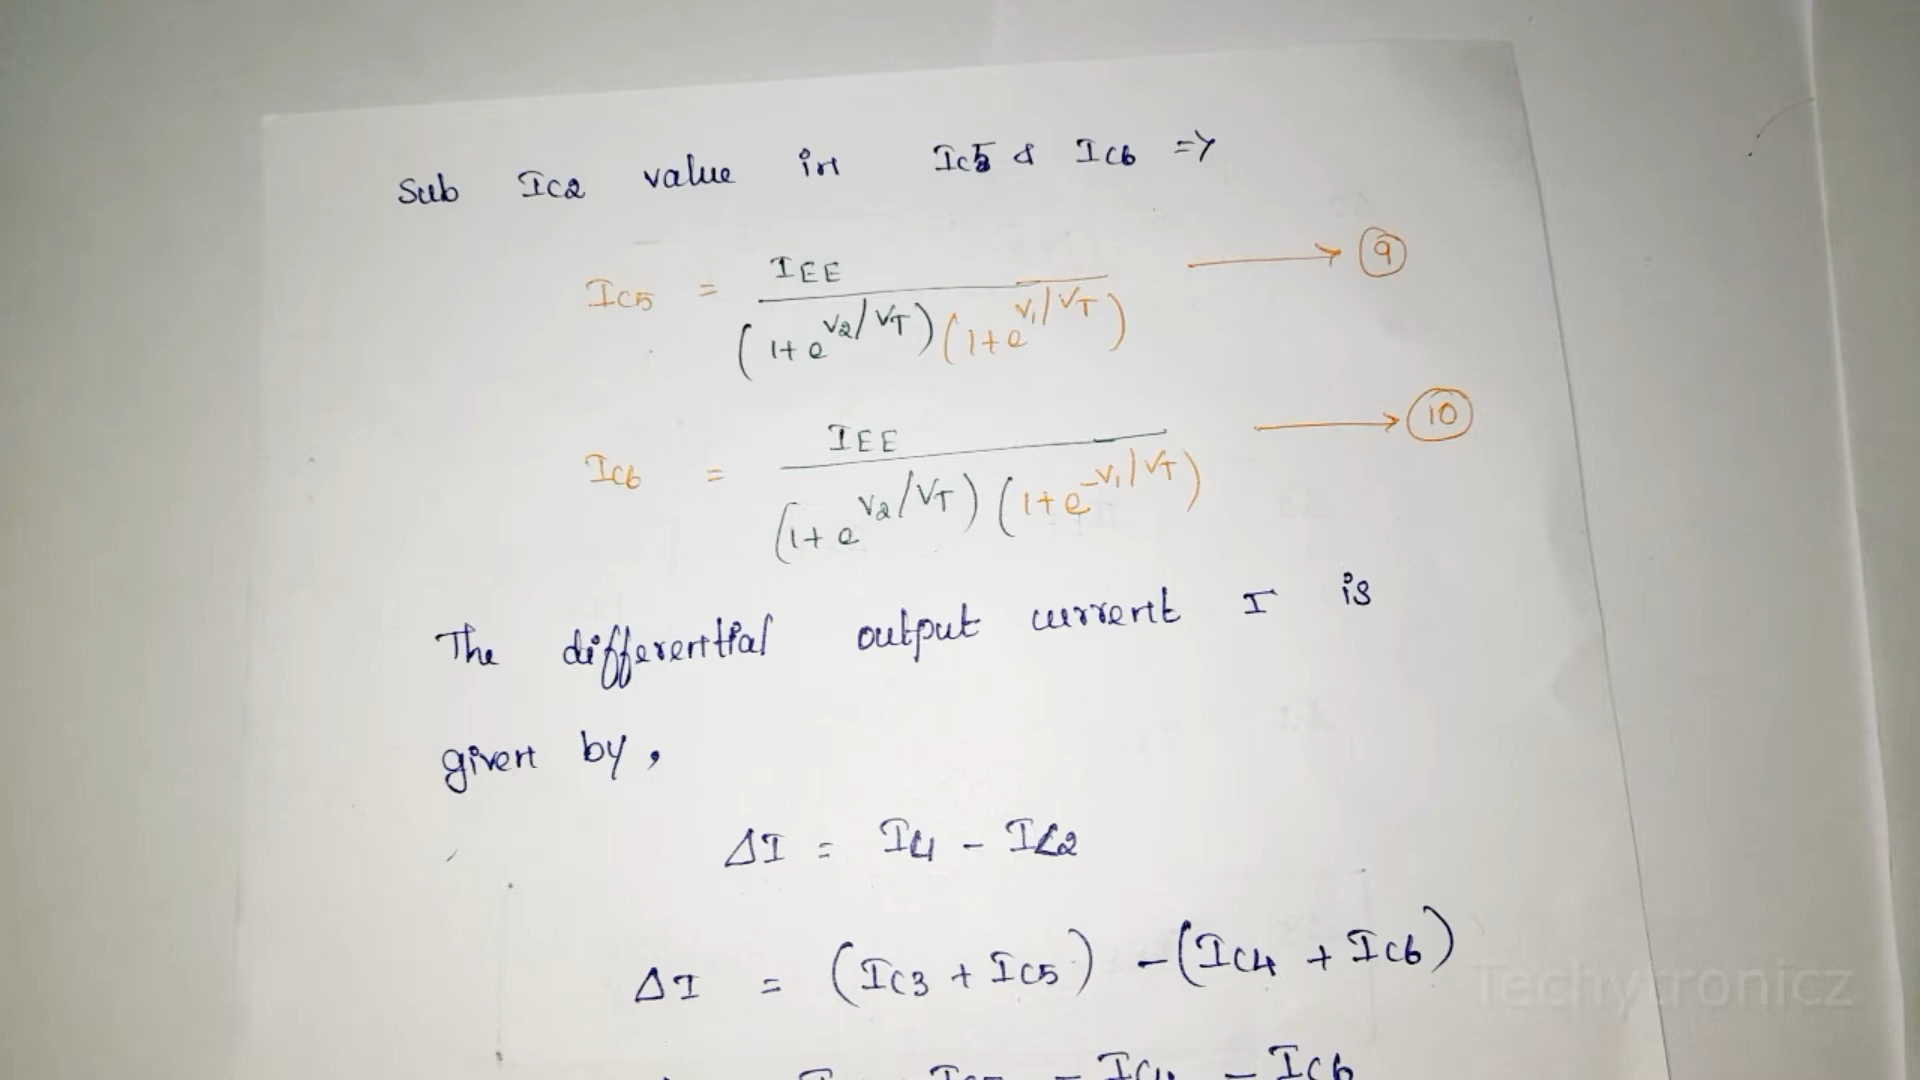 Sub Ic2 value in Ic5 & Ic6 =>
Ic5 = IEE / (1+e^V2/VT) (1+e^V1/VT) → 9
Ic6 = IEE / (1+e^V2/VT) (1+e^-V1/VT) → 10
The differential output current I is
given by,
ΔI = IL1 - IL2
ΔI = (Ic3 + Ic5) - (Ic4 + Ic6)
- Ic4 - Ic6
Techytronicz